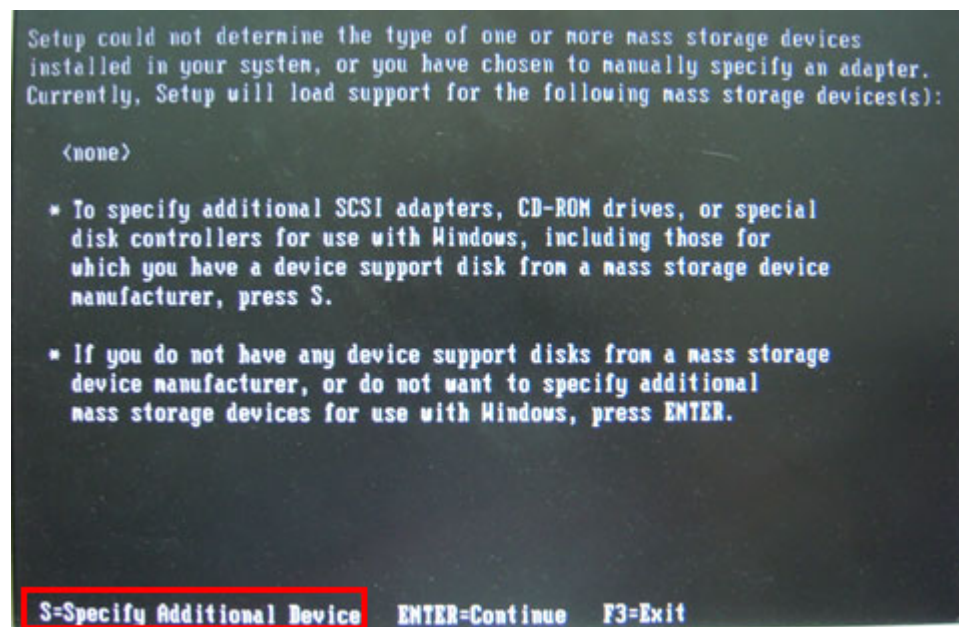 Setup could not determine the type of one or more mass storage devices
installed in your system, or you have chosen to manually specify an adapter.
Currently, Setup will load support for the following mass storage devices(s):
<none>
* To specify additional SCSI adapters, CD-ROM drives, or special
disk controllers for use with Windows, including those for
which you have a device support disk from a mass storage device
manufacturer, press S.
* If you do not have any device support disks from a mass storage
device manufacturer, or do not want to specify additional
mass storage devices for use with Windows, press ENTER.
S=Specify Additional Device ENTER=Continue F3=Exit